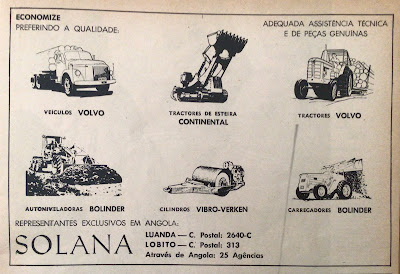 ECONOMIZE
PREFERINDO A QUALIDADE:
ADEQUADA ASSISTÊNCIA TÉCNICA
E DE PEÇAS GENUÍNAS
VEICULOS VOLVO
TRACTORES DE ESTEIRA
CONTINENTAL
TRACTORES VOLVO
AUTONIVELADORAS BOLINDER
CILINDROS VIBRO-VERKEN
CARREGADORES BOLINDER
REPRESENTANTES EXCLUSIVOS EM ANGOLA:
SOLANA
LUANDA — C. Postal: 2640-C
LOBITO — C. Postal: 313
Através de Angola: 25 Agências